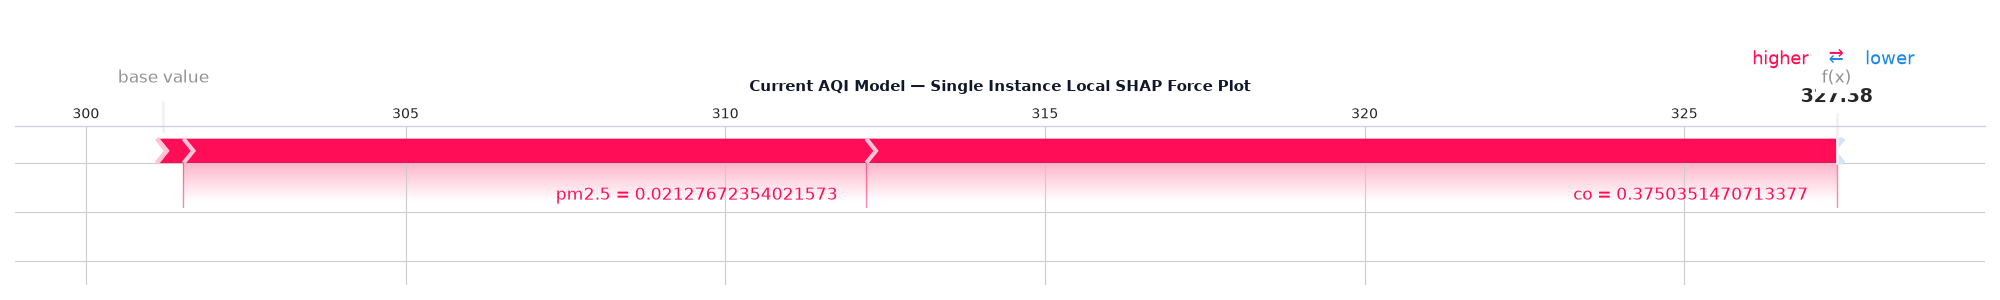 higher ⇄ lower
base value f(x)
Current AQI Model — Single Instance Local SHAP Force Plot
327.38
300 305 310 315 320 325
pm2.5 = 0.02127672354021573 co = 0.3750351470713377